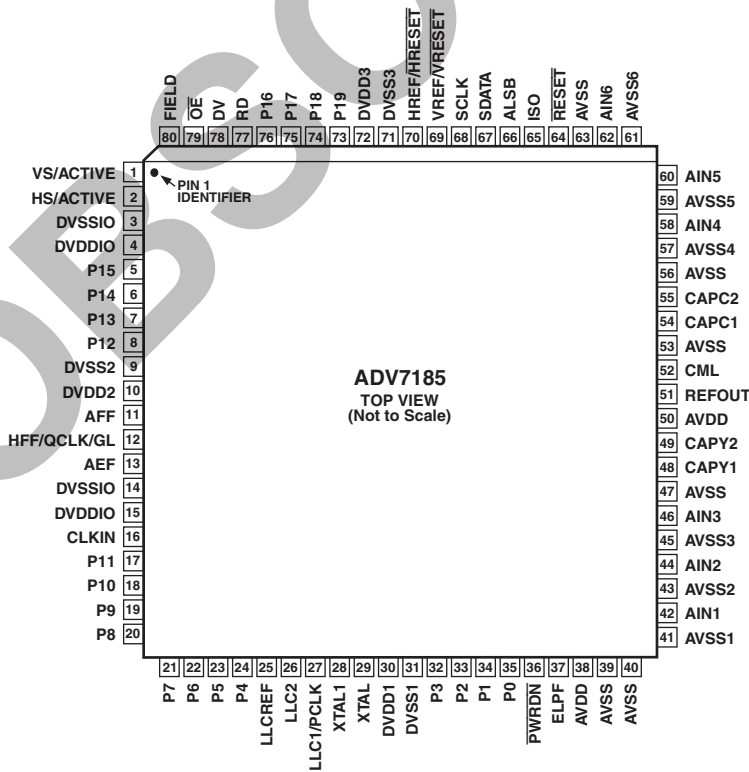 OBSO
FIELD
OE
DV
RD
P16
P17
P18
P19
DVDD3
DVSS3
HREF/HRESET
VREF/VRESET
SCLK
SDATA
ALSB
ISO
RESET
AVSS
AIN6
AVSS6
80 79 78 77 76 75 74 73 72 71 70 69 68 67 66 65 64 63 62 61
VS/ACTIVE 1
HS/ACTIVE 2
DVSSIO 3
DVDDIO 4
P15 5
P14 6
P13 7
P12 8
DVSS2 9
DVDD2 10
AFF 11
HFF/QCLK/GL 12
AEF 13
DVSSIO 14
DVDDIO 15
CLKIN 16
P11 17
P10 18
P9 19
P8 20
PIN 1
IDENTIFIER
ADV7185
TOP VIEW
(Not to Scale)
60 AIN5
59 AVSS5
58 AIN4
57 AVSS4
56 AVSS
55 CAPC2
54 CAPC1
53 AVSS
52 CML
51 REFOUT
50 AVDD
49 CAPY2
48 CAPY1
47 AVSS
46 AIN3
45 AVSS3
44 AIN2
43 AVSS2
42 AIN1
41 AVSS1
21 22 23 24 25 26 27 28 29 30 31 32 33 34 35 36 37 38 39 40
P7
P6
P5
P4
LLCREF
LLC2
LLC1/PCLK
XTAL1
XTAL
DVDD1
DVSS1
P3
P2
P1
P0
PWRDN
ELPF
AVDD
AVSS
AVSS